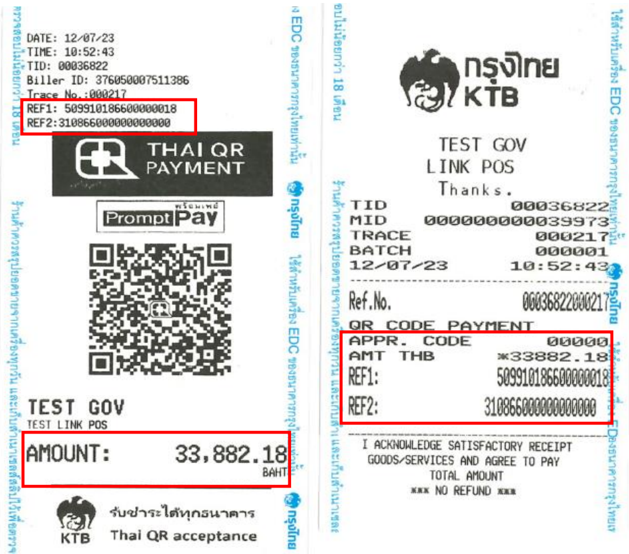 DATE: 12/07/23
TIME: 10:52:43
TID: 00036822
Biller ID: 376050007511386
Trace No.:000217
REF1: 509910186600000018
REF2:310866000000000000
THAI QR
PAYMENT
พร้อมเพย์
PromptPay
TEST GOV
TEST LINK POS
AMOUNT: 33,882.18
BAHT
KTB
รับชำระได้ทุกธนาคาร
Thai QR acceptance
กรุงไทย
ใช้สำหรับเครื่อง EDC ของธนาคารกรุงไทยเท่านั้น
กรุงไทย
KTB
TEST GOV
LINK POS
Thanks.
TID 00036822
MID 000000000039973
TRACE 000217
BATCH 000001
12/07/23 10:52:43
Ref.No. 00036822000217
QR CODE PAYMENT
APPR. CODE 00000
AMT THB *33882.18
REF1: 509910186600000018
REF2: 310866000000000000
I ACKNOWLEDGE SATISFACTORY RECEIPT
GOODS/SERVICES AND AGREE TO PAY
TOTAL AMOUNT
*** NO REFUND ***
ใช้สำหรับเครื่อง EDC ของธนาคารกรุงไทยเท่านั้น
กรุงไทย